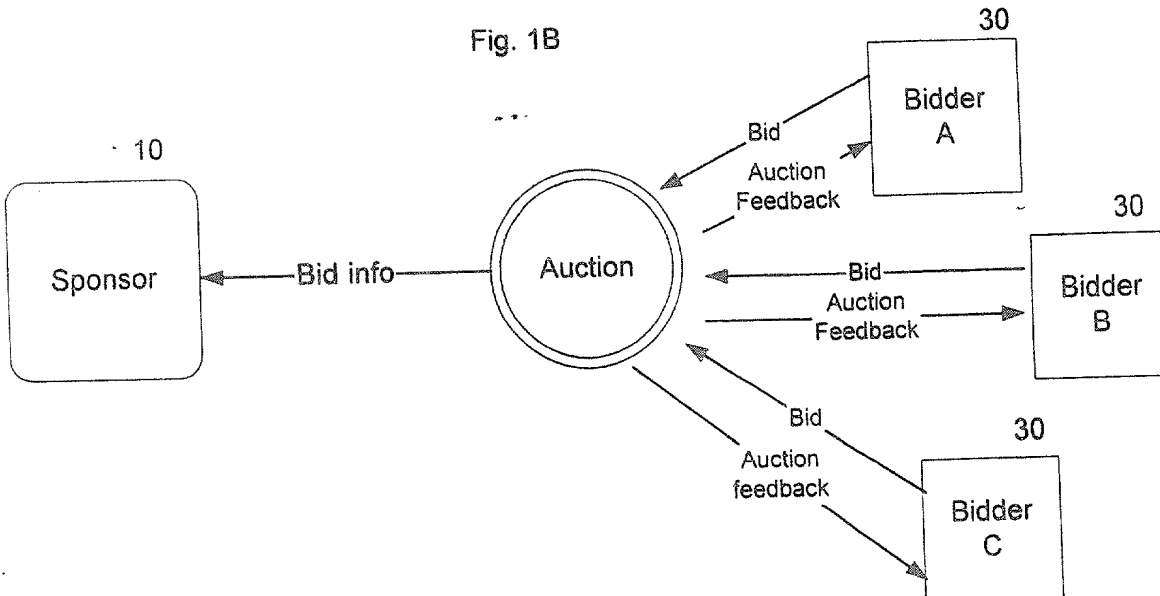 Fig. 1B
30
Bidder
A
Bid
Auction
Feedback
10
Sponsor
Bid info
Auction
30
Bid
Auction
Feedback
Bidder
B
Bid
Auction
feedback
30
Bidder
C